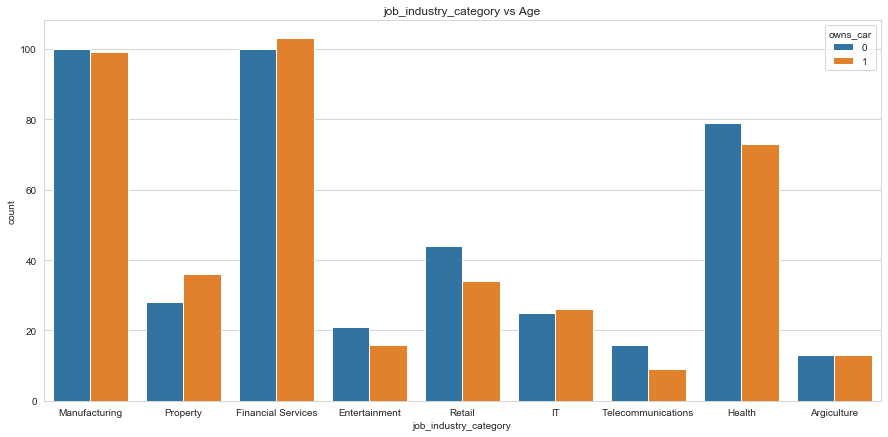 job_industry_category vs Age
owns_car
0
1
100
80
60
40
20
0
count
Manufacturing Property Financial Services Entertainment Retail IT Telecommunications Health Argiculture
job_industry_category